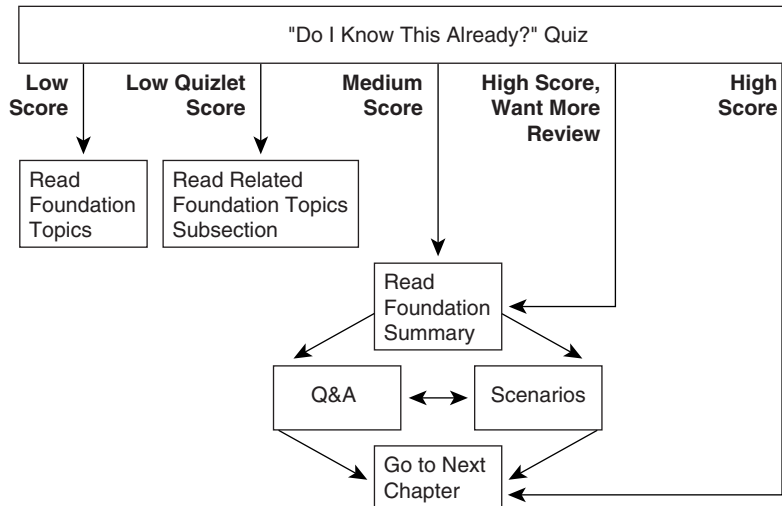 "Do I Know This Already?" Quiz
Low
Score
Low Quizlet
Score
Medium
Score
High Score,
Want More
Review
High
Score
Read
Foundation
Topics
Read Related
Foundation Topics
Subsection
Read
Foundation
Summary
Q&A
Scenarios
Go to Next
Chapter